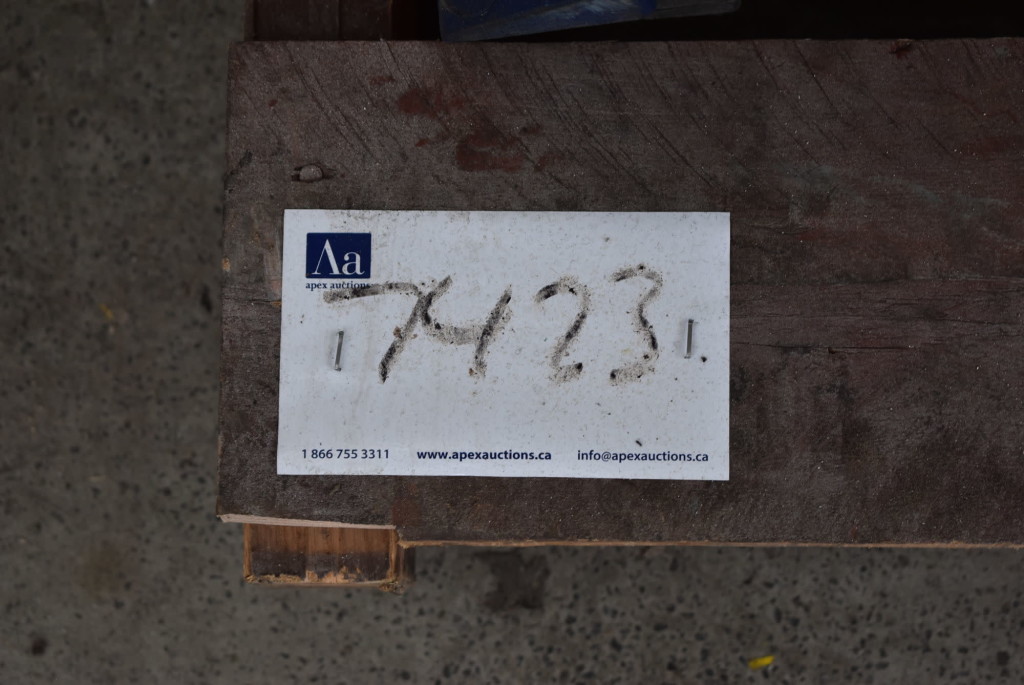 Aa
apex auctions
7423
1 866 755 3311 www.apexauctions.ca info@apexauctions.ca